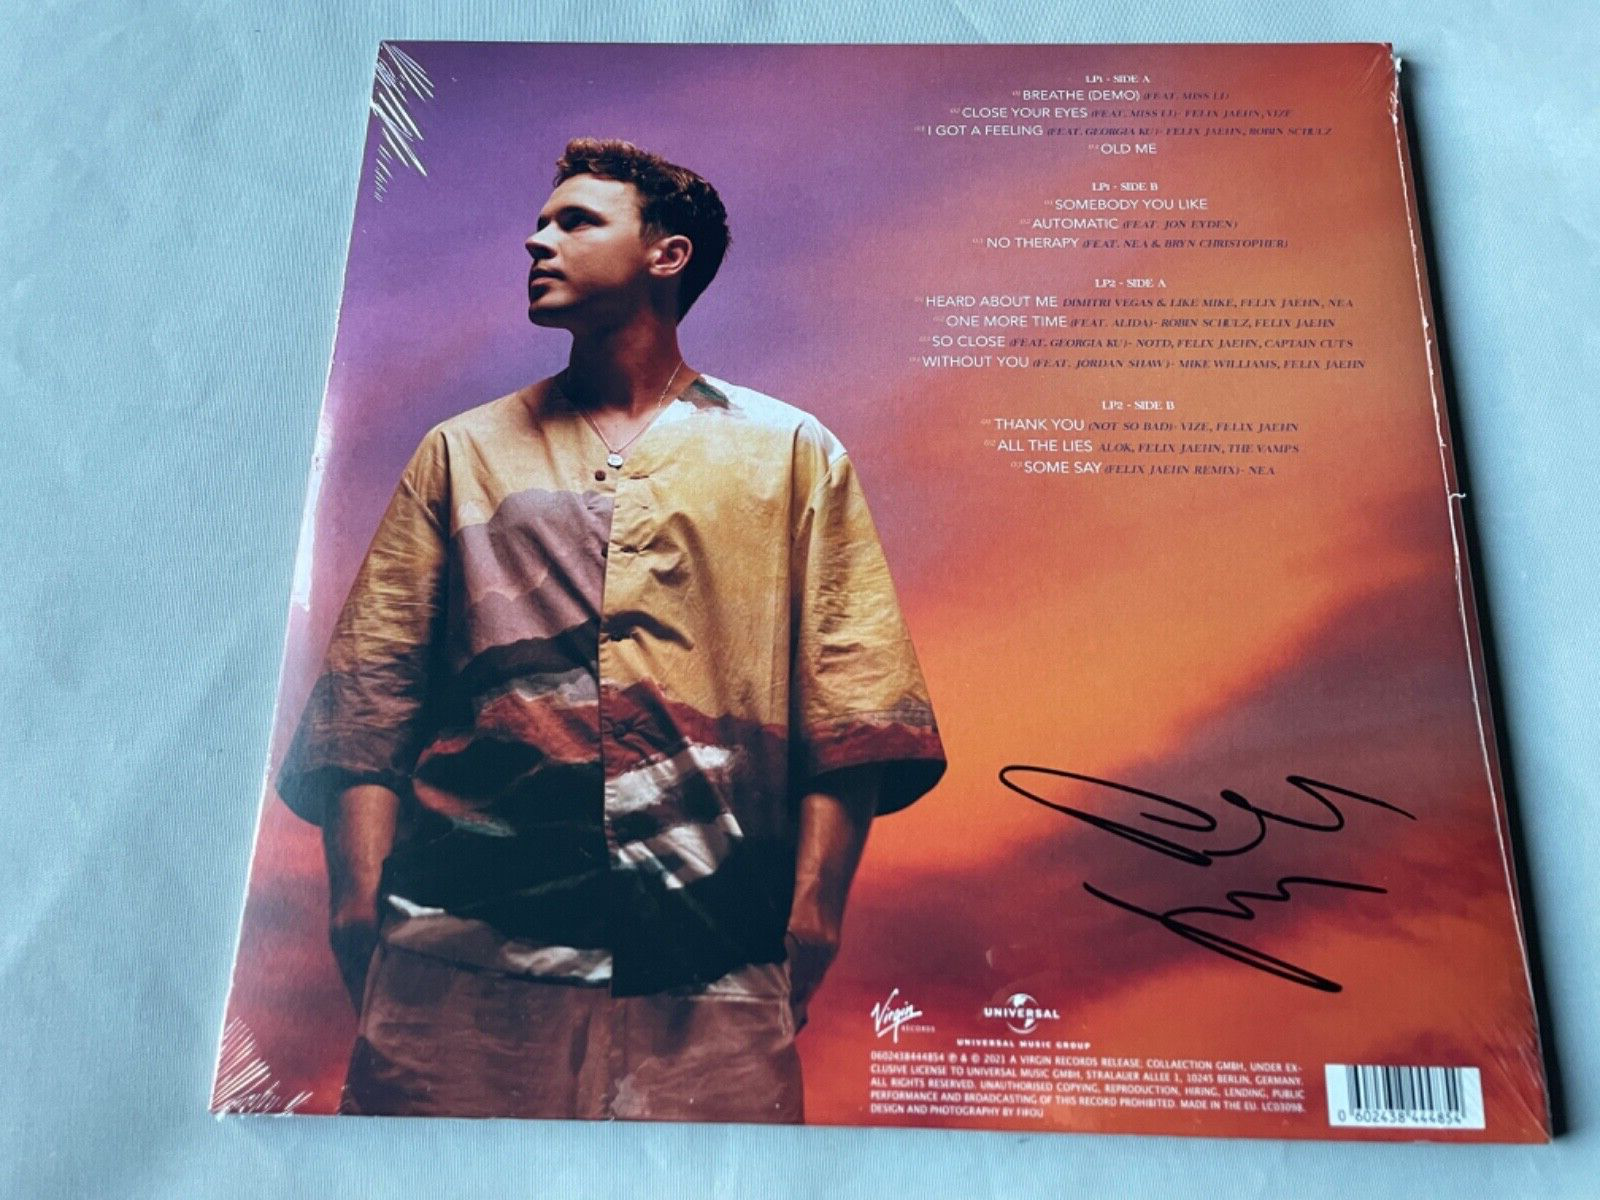 LP1 - SIDE A
01 BREATHE (DEMO) (FEAT. MISS LI)
02 CLOSE YOUR EYES (FEAT. MISS LI)- FELIX JAEHN, VIZE
03 I GOT A FEELING (FEAT. GEORGIA KU)- FELIX JAEHN, ROBIN SCHULZ
04 OLD ME
LP1 - SIDE B
01 SOMEBODY YOU LIKE
02 AUTOMATIC (FEAT. JON EYDEN)
03 NO THERAPY (FEAT. NEA & BRYN CHRISTOPHER)
LP2 - SIDE A
01 HEARD ABOUT ME DIMITRI VEGAS & LIKE MIKE, FELIX JAEHN, NEA
02 ONE MORE TIME (FEAT. ALIDA)- ROBIN SCHULZ, FELIX JAEHN
03 SO CLOSE (FEAT. GEORGIA KU)- NOTD, FELIX JAEHN, CAPTAIN CUTS
04 WITHOUT YOU (FEAT. JORDAN SHAW)- MIKE WILLIAMS, FELIX JAEHN
LP2 - SIDE B
01 THANK YOU (NOT SO BAD)- VIZE, FELIX JAEHN
02 ALL THE LIES ALOK, FELIX JAEHN, THE VAMPS
03 SOME SAY (FELIX JAEHN REMIX)- NEA
Virgin RECORDS
UNIVERSAL
UNIVERSAL MUSIC GROUP
0602438444854 ℗ & © 2021 A VIRGIN RECORDS RELEASE. COLLAECTION GMBH, UNDER EX-
CLUSIVE LICENSE TO UNIVERSAL MUSIC GMBH, STRALAUER ALLEE 1, 10245 BERLIN, GERMANY.
ALL RIGHTS RESERVED. UNAUTHORISED COPYING, REPRODUCTION, HIRING, LENDING, PUBLIC
PERFORMANCE AND BROADCASTING OF THIS RECORD PROHIBITED. MADE IN THE EU. LC03098.
DESIGN AND PHOTOGRAPHY BY FIFOU
0 602438 444854